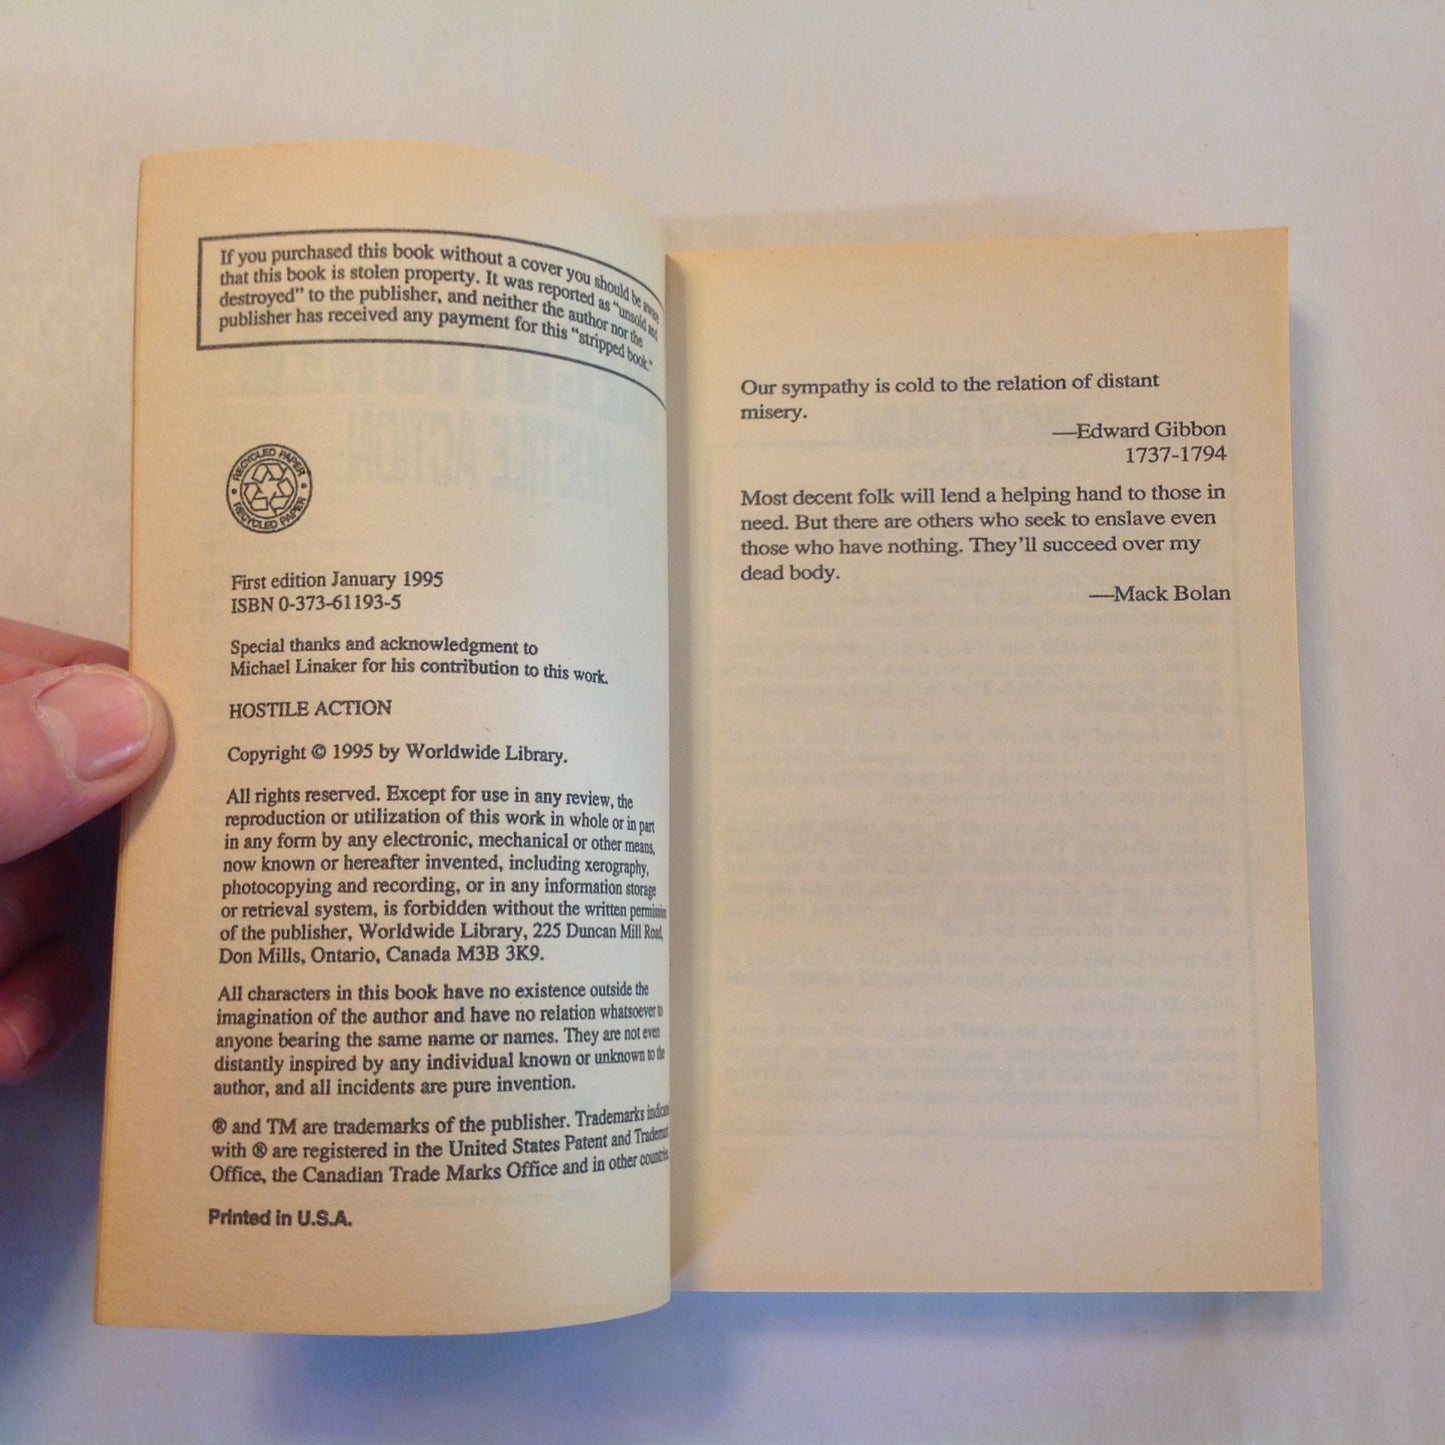 If you purchased this book without a cover you should be aware
that this book is stolen property. It was reported as "unsold and
destroyed" to the publisher, and neither the author nor the
publisher has received any payment for this "stripped book."
RECYCLED PAPER
RECYCLED PAPER
First edition January 1995
ISBN 0-373-61193-5
Special thanks and acknowledgment to
Michael Linaker for his contribution to this work.
HOSTILE ACTION
Copyright © 1995 by Worldwide Library.
All rights reserved. Except for use in any review, the
reproduction or utilization of this work in whole or in part
in any form by any electronic, mechanical or other means,
now known or hereafter invented, including xerography,
photocopying and recording, or in any information storage
or retrieval system, is forbidden without the written permission
of the publisher, Worldwide Library, 225 Duncan Mill Road,
Don Mills, Ontario, Canada M3B 3K9.
All characters in this book have no existence outside the
imagination of the author and have no relation whatsoever to
anyone bearing the same name or names. They are not even
distantly inspired by any individual known or unknown to the
author, and all incidents are pure invention.
® and TM are trademarks of the publisher. Trademarks
with ® are registered in the United States Patent and
Office, the Canadian Trade Marks Office and in other
Printed in U.S.A.
Our sympathy is cold to the relation of distant
misery.
—Edward Gibbon
1737-1794
Most decent folk will lend a helping hand to those in
need. But there are others who seek to enslave even
those who have nothing. They'll succeed over my
dead body.
—Mack Bolan